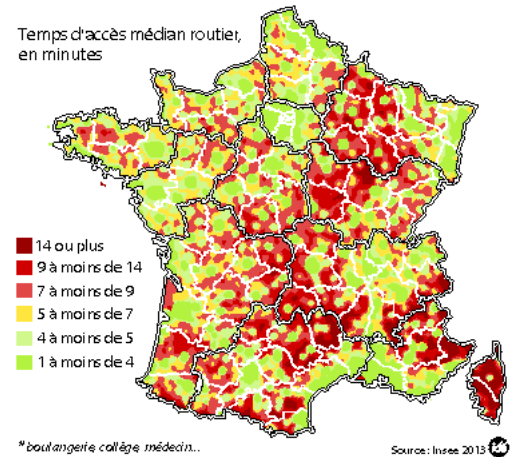 Temps d'accès médian routier,
en minutes
14 ou plus
9 à moins de 14
7 à moins de 9
5 à moins de 7
4 à moins de 5
1 à moins de 4
*boulangerie, collège, médecin...
Source: Insee 2013